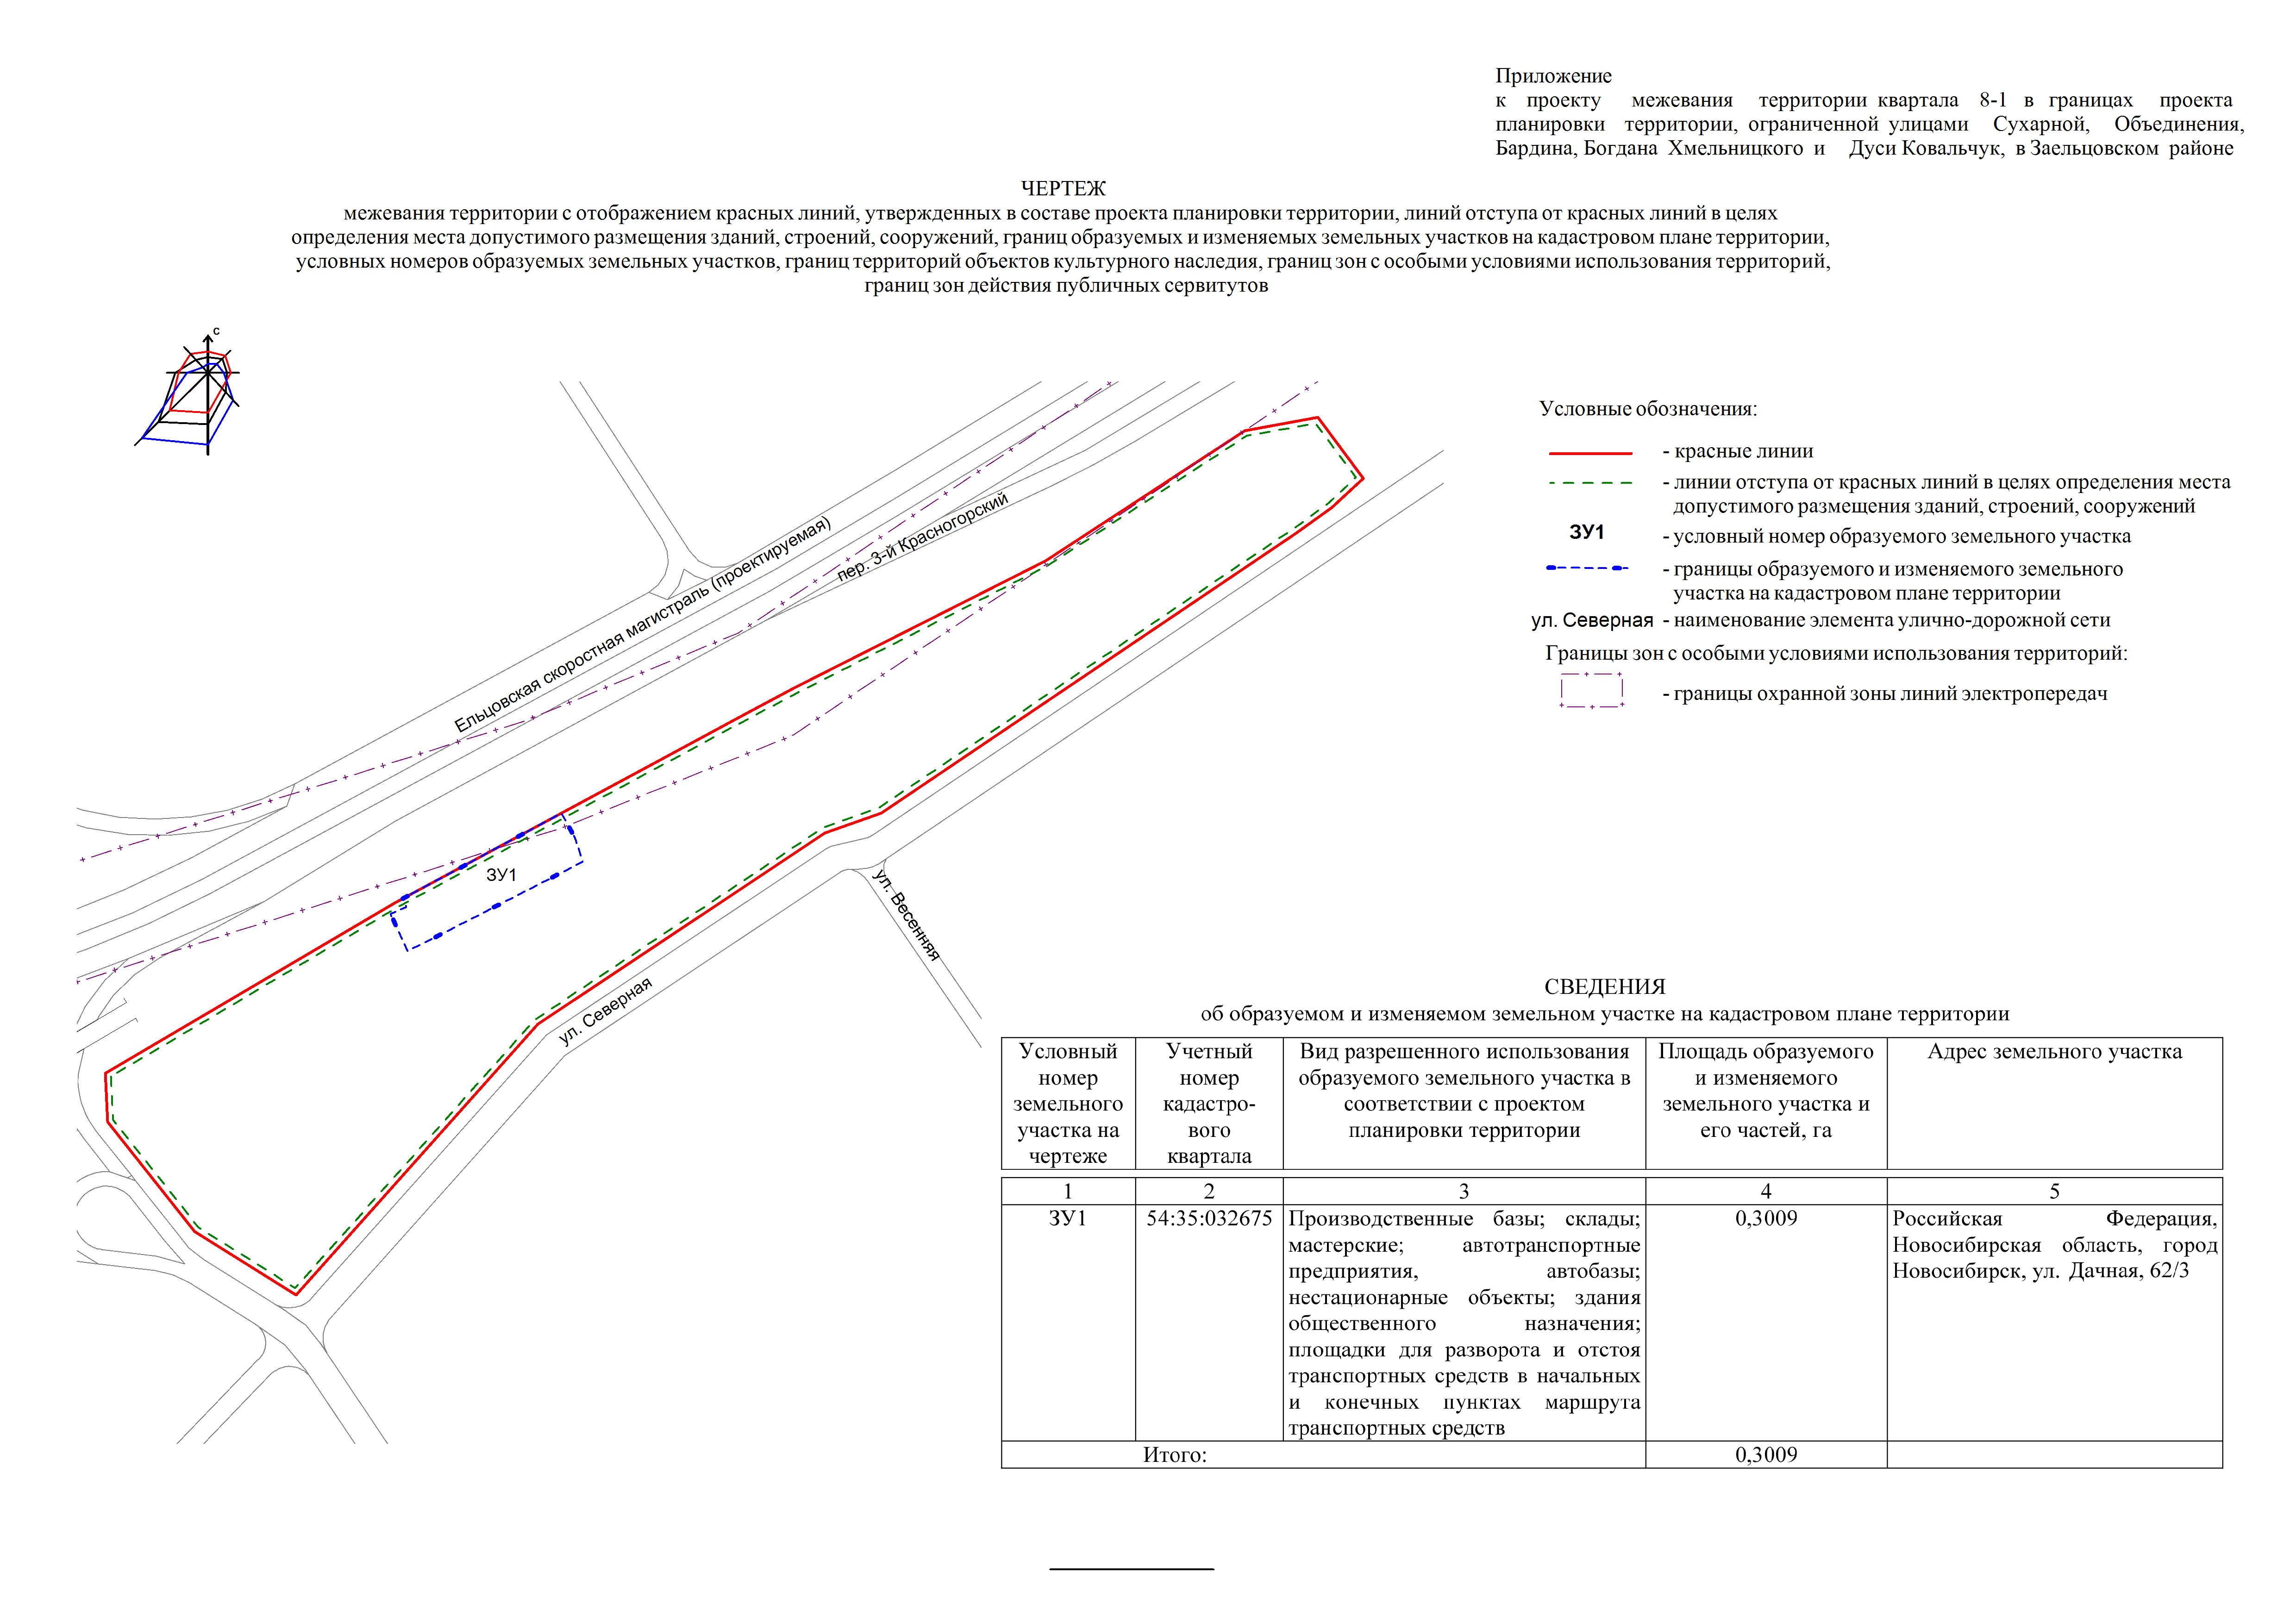 Приложение
к проекту межевания территории квартала 8-1 в границах проекта
планировки территории, ограниченной улицами Сухарной, Объединения,
Бардина, Богдана Хмельницкого и Дуси Ковальчук, в Заельцовском районе
ЧЕРТЕЖ
межевания территории с отображением красных линий, утвержденных в составе проекта планировки территории, линий отступа от красных линий в целях
определения места допустимого размещения зданий, строений, сооружений, границ образуемых и изменяемых земельных участков на кадастровом плане территории,
условных номеров образуемых земельных участков, границ территорий объектов культурного наследия, границ зон с особыми условиями использования территорий,
границ зон действия публичных сервитутов
с
Ельцовская скоростная магистраль (проектируемая)
пер. 3-й Красногорский
ЗУ1
ул. Весенняя
ул. Северная
Условные обозначения:
- красные линии
- линии отступа от красных линий в целях определения места
допустимого размещения зданий, строений, сооружений
ЗУ1 - условный номер образуемого земельного участка
- границы образуемого и изменяемого земельного
участка на кадастровом плане территории
ул. Северная - наименование элемента улично-дорожной сети
Границы зон с особыми условиями использования территорий:
- границы охранной зоны линий электропередач
СВЕДЕНИЯ
об образуемом и изменяемом земельном участке на кадастровом плане территории
Условный
номер
земельного
участка на
чертеже
Учетный
номер
кадастро-
вого
квартала
Вид разрешенного использования
образуемого земельного участка в
соответствии с проектом
планировки территории
Площадь образуемого
и изменяемого
земельного участка и
его частей, га
Адрес земельного участка
1 2 3 4 5
ЗУ1
54:35:032675
Производственные базы; склады;
мастерские; автотранспортные
предприятия, автобазы;
нестационарные объекты; здания
общественного назначения;
площадки для разворота и отстоя
транспортных средств в начальных
и конечных пунктах маршрута
транспортных средств
0,3009
Российская Федерация,
Новосибирская область, город
Новосибирск, ул. Дачная, 62/3
Итого: 0,3009